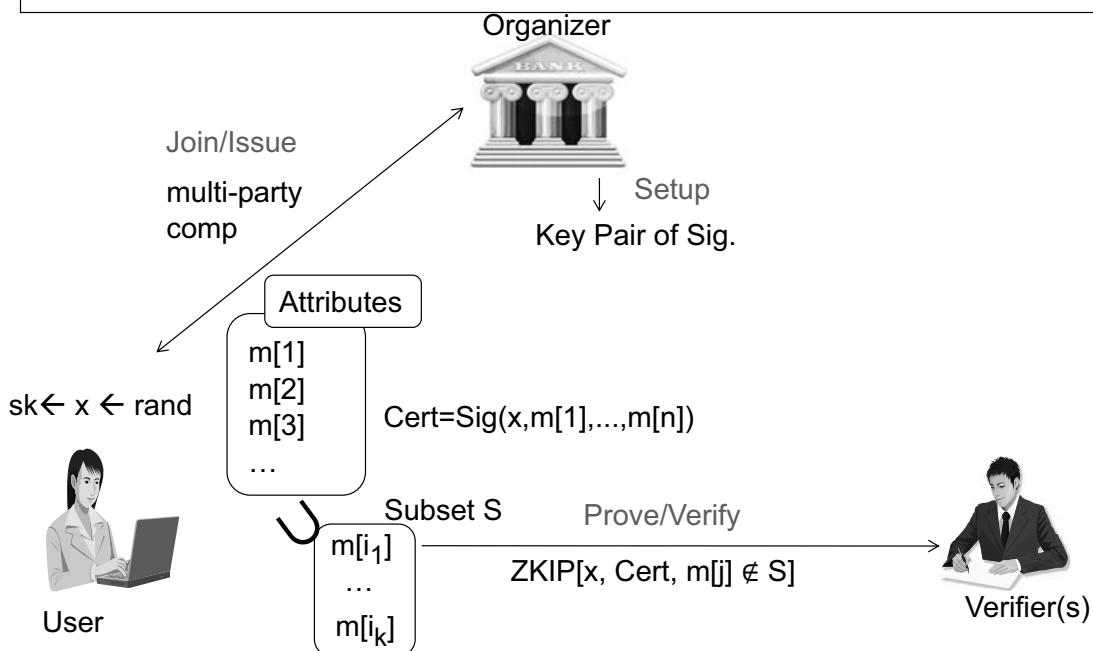 Organizer
BANK
Join/Issue
multi-party
comp
Setup
Key Pair of Sig.
Attributes
m[1]
m[2]
m[3]
…
sk← x ← rand
Cert=Sig(x,m[1],...,m[n])
Subset S
Prove/Verify
m[i₁]
…
m[iₖ]
ZKIP[x, Cert, m[j] ∉ S]
User
Verifier(s)